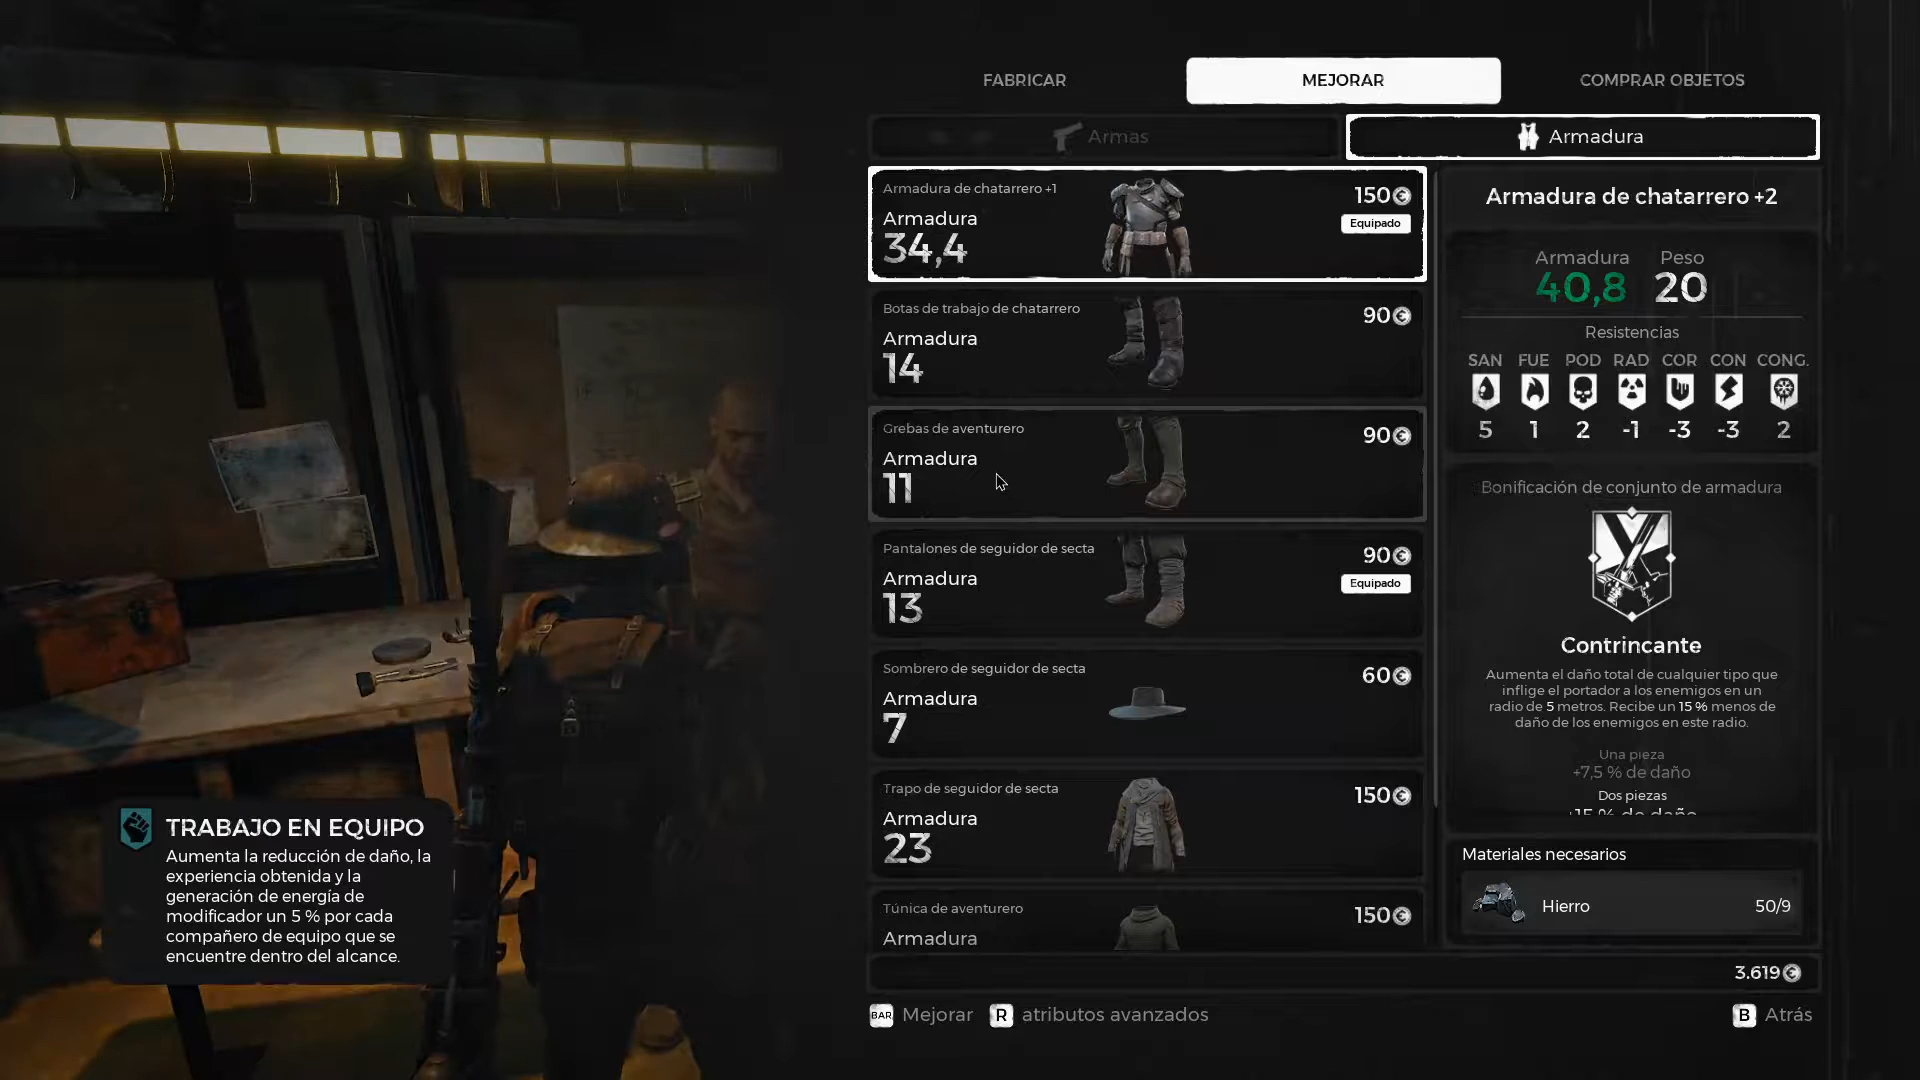 FABRICAR
MEJORAR
COMPRAR OBJETOS
Armas
Armadura
Armadura de chatarrero +1
Armadura
34,4
150
Equipado
Botas de trabajo de chatarrero
Armadura
14
90
Grebas de aventurero
Armadura
11
90
Pantalones de seguidor de secta
Armadura
13
90
Equipado
Sombrero de seguidor de secta
Armadura
7
60
Trapo de seguidor de secta
Armadura
23
150
Túnica de aventurero
Armadura
150
Armadura de chatarrero +2
Armadura Peso
40,8 20
Resistencias
SAN FUE POD RAD COR CON CONG.
5 1 2 -1 -3 -3 2
Bonificación de conjunto de armadura
Contrincante
Aumenta el daño total de cualquier tipo que
inflige el portador a los enemigos en un
radio de 5 metros. Recibe un 15 % menos de
daño de los enemigos en este radio.
Una pieza
+7,5 % de daño
Dos piezas
+15 % de daño
Materiales necesarios
Hierro 50/9
3.619
TRABAJO EN EQUIPO
Aumenta la reducción de daño, la
experiencia obtenida y la
generación de energía de
modificador un 5 % por cada
compañero de equipo que se
encuentre dentro del alcance.
BAR Mejorar R atributos avanzados
B Atrás